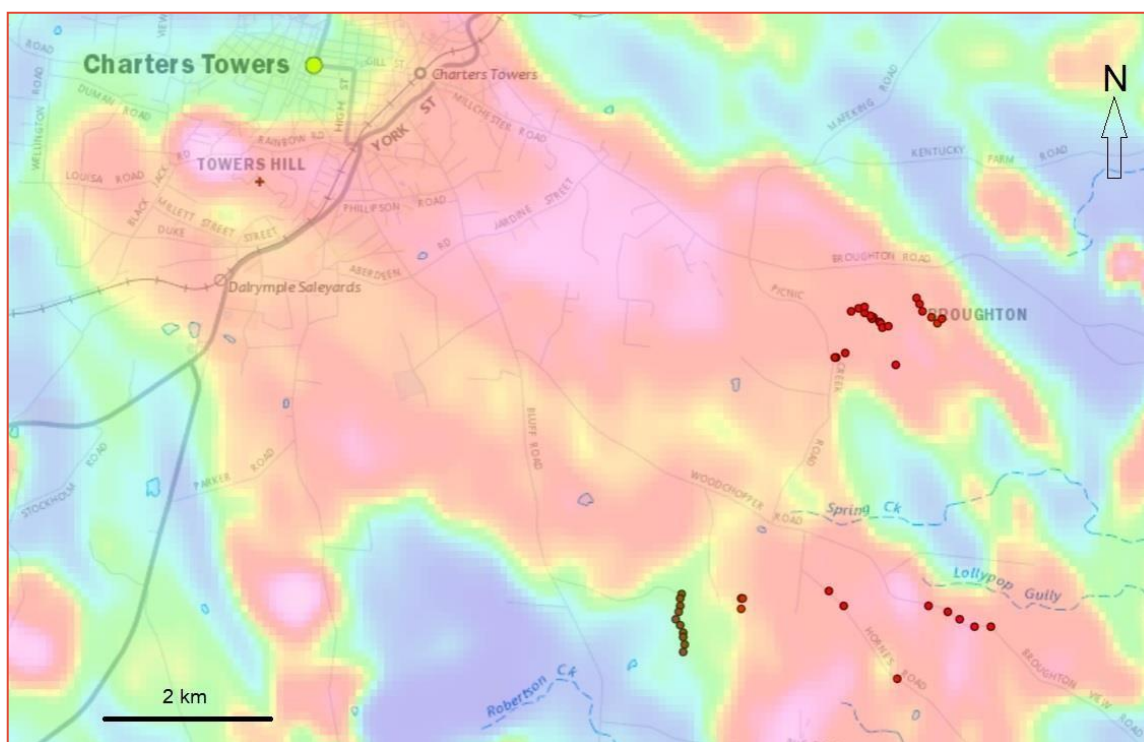 Charters Towers
Charters Towers
N
ROAD
VIEW
GILL ST
HIGH ST
YORK ST
MILLCHESTER ROAD
MAFEKING ROAD
WELLINGTON ROAD
DUMAN ROAD
RAINBOW RD
KENTUCKY FARM ROAD
TOWERS HILL
LOUISA ROAD
BLACK JACK RD
MILLETT STREET STREET
DUKE
PHILLIPSON ROAD
JARDINE STREET
ABERDEEN RD
Dalrymple Saleyards
BROUGHTON ROAD
PICNIC CREEK ROAD
BROUGHTON
BLUFF ROAD
STOCKHOLM ROAD
PARKER ROAD
WOODCHOPPER ROAD
Spring Ck
Lollypop Gully
HORNES ROAD
BROUGHTON VIEW ROAD
Robertson Ck
2 km